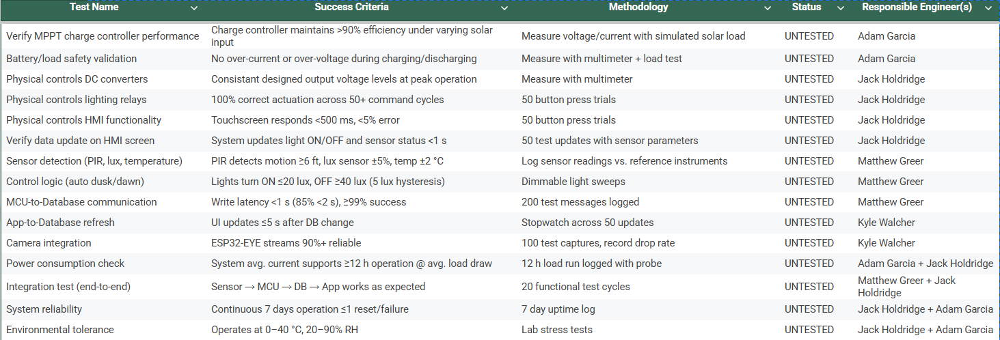 Test Name Success Criteria Methodology Status Responsible Engineer(s)
Verify MPPT charge controller performance Charge controller maintains >90% efficiency under varying solar input Measure voltage/current with simulated solar load UNTESTED Adam Garcia
Battery/load safety validation No over-current or over-voltage during charging/discharging Measure with multimeter + load test UNTESTED Adam Garcia
Physical controls DC converters Consistant designed output voltage levels at peak operation Measure with multimeter UNTESTED Jack Holdridge
Physical controls lighting relays 100% correct actuation across 50+ command cycles 50 button press trials UNTESTED Jack Holdridge
Physical controls HMI functionality Touchscreen responds <500 ms, <5% error 50 button press trials UNTESTED Jack Holdridge
Verify data update on HMI screen System updates light ON/OFF and sensor status <1 s 50 test updates with sensor parameters UNTESTED Jack Holdridge
Sensor detection (PIR, lux, temperature) PIR detects motion ≥6 ft, lux sensor ±5%, temp ±2 °C Log sensor readings vs. reference instruments UNTESTED Matthew Greer
Control logic (auto dusk/dawn) Lights turn ON ≤20 lux, OFF ≥40 lux (5 lux hysteresis) Dimmable light sweeps UNTESTED Matthew Greer
MCU-to-Database communication Write latency <1 s (85% <2 s), ≥99% success 200 test messages logged UNTESTED Matthew Greer
App-to-Database refresh UI updates ≤5 s after DB change Stopwatch across 50 updates UNTESTED Kyle Walcher
Camera integration ESP32-EYE streams 90%+ reliable 100 test captures, record drop rate UNTESTED Kyle Walcher
Power consumption check System avg. current supports ≥12 h operation @ avg. load draw 12 h load run logged with probe UNTESTED Adam Garcia + Jack Holdridge
Integration test (end-to-end) Sensor → MCU → DB → App works as expected 20 functional test cycles UNTESTED Matthew Greer + Jack Holdridge
System reliability Continuous 7 days operation ≤1 reset/failure 7 day uptime log UNTESTED Jack Holdridge + Adam Garcia
Environmental tolerance Operates at 0–40 °C, 20–90% RH Lab stress tests UNTESTED Jack Holdridge + Adam Garcia